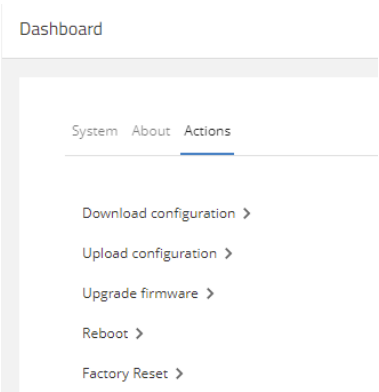 Dashboard
System About Actions
Download configuration
Upload configuration
Upgrade firmware
Reboot
Factory Reset